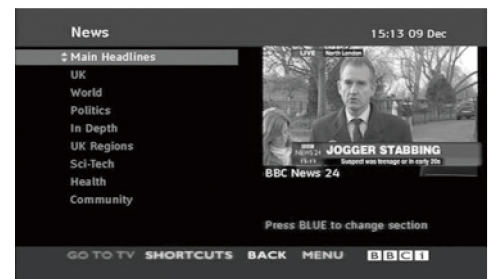 News 15:13 09 Dec
Main Headlines
UK
World
Politics
In Depth
UK Regions
Sci-Tech
Health
Community
LIVE North London
BBC
NEWS 24
15:13
JOGGER STABBING
Suspect was teenage or in early 20s
BBC News 24
Press BLUE to change section
GO TO TV SHORTCUTS BACK MENU BBCi